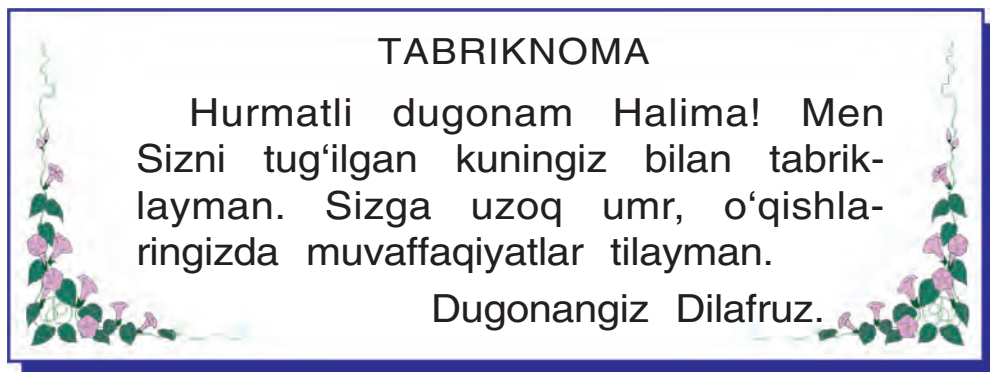 TABRIKNOMA
Hurmatli dugonam Halima! Men
Sizni tug‘ilgan kuningiz bilan tabrik-
layman. Sizga uzoq umr, o‘qishla-
ringizda muvaffaqiyatlar tilayman.
Dugonangiz Dilafruz.